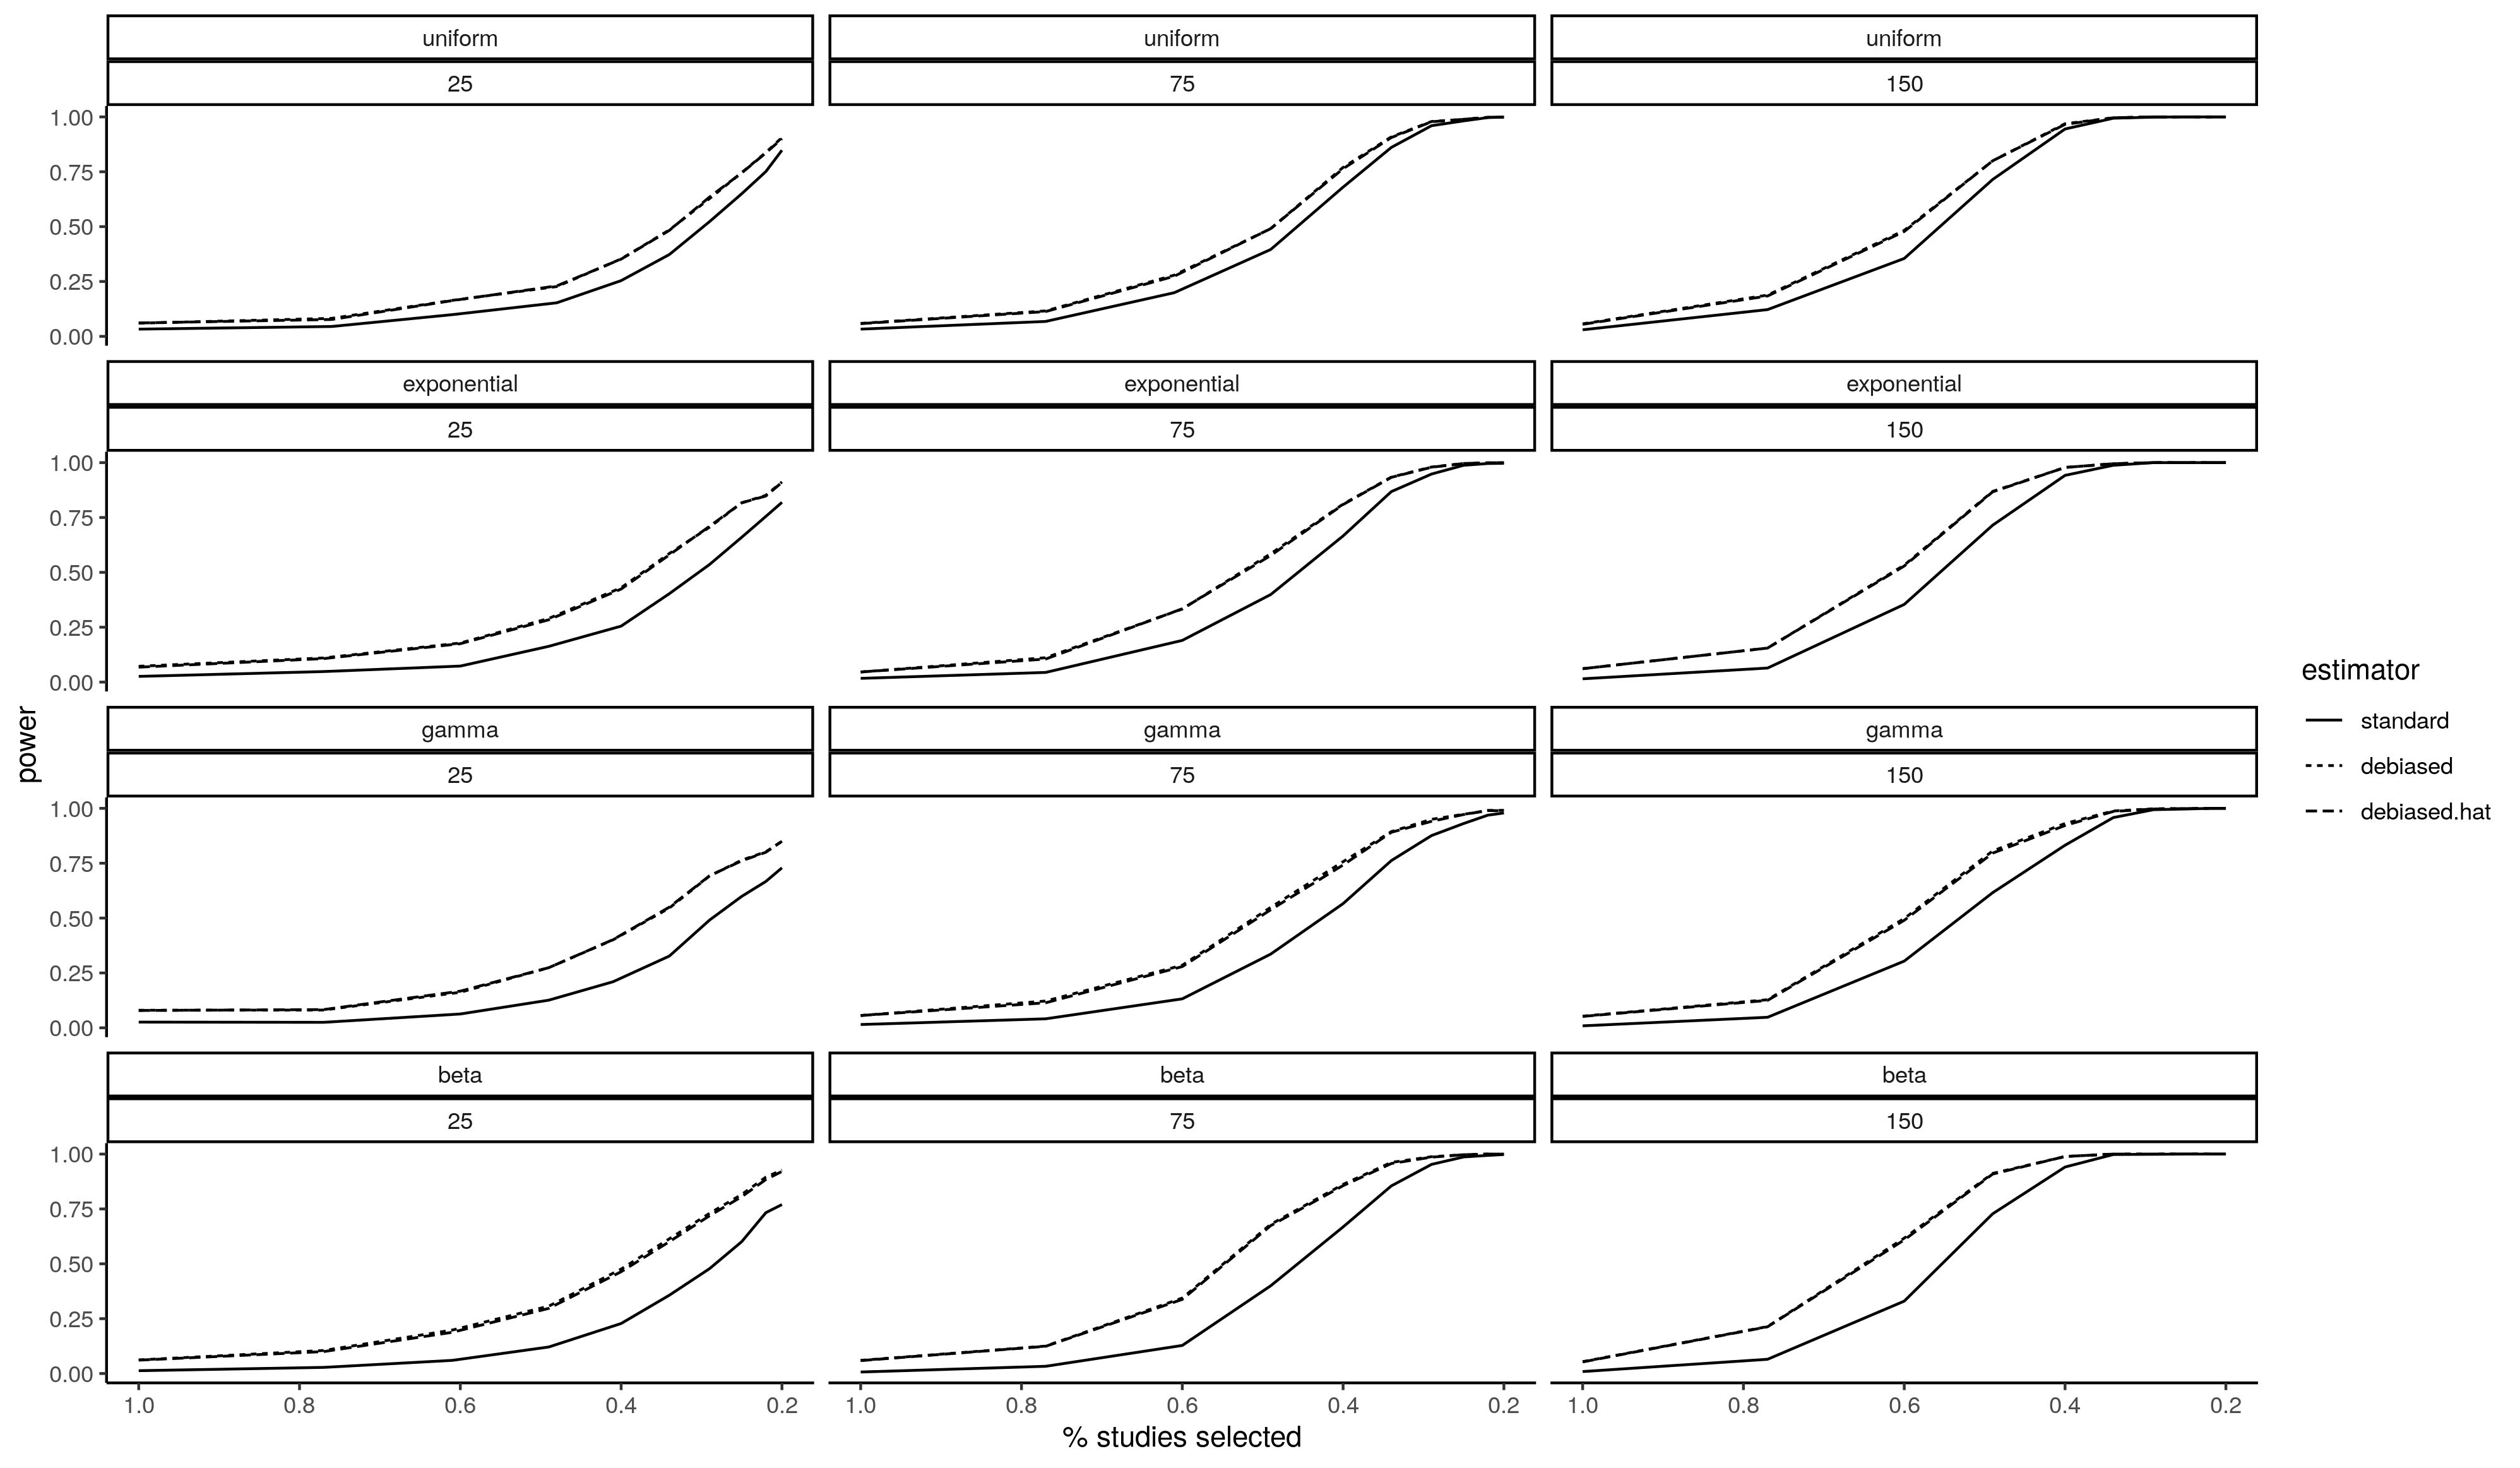 uniform uniform uniform
25 75 150
1.00
0.75
0.50
0.25
0.00
exponential exponential exponential
25 75 150
1.00
0.75
0.50
0.25
0.00
gamma gamma gamma
25 75 150
1.00
0.75
0.50
0.25
0.00
beta beta beta
25 75 150
1.00
0.75
0.50
0.25
0.00
1.0 0.8 0.6 0.4 0.2 1.0 0.8 0.6 0.4 0.2 1.0 0.8 0.6 0.4 0.2
% studies selected
power
estimator
standard
debiased
debiased.hat